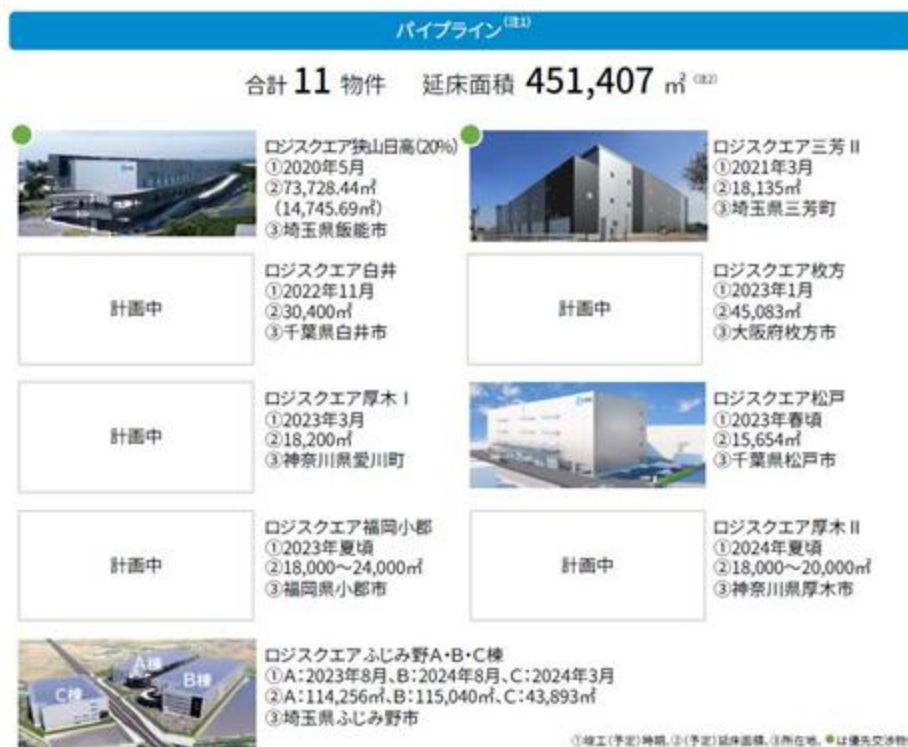 パイプライン(注1)
合計 11 物件 延床面積 451,407 ㎡ (注2)
ロジスクエア狭山日高(20%)
①2020年5月
②73,728.44㎡
(14,745.69㎡)
③埼玉県飯能市
ロジスクエア三芳Ⅱ
①2021年3月
②18,135㎡
③埼玉県三芳町
計画中
ロジスクエア白井
①2022年11月
②30,400㎡
③千葉県白井市
計画中
ロジスクエア枚方
①2023年1月
②45,083㎡
③大阪府枚方市
計画中
ロジスクエア厚木Ⅰ
①2023年3月
②18,200㎡
③神奈川県愛川町
ロジスクエア松戸
①2023年春頃
②15,654㎡
③千葉県松戸市
計画中
ロジスクエア福岡小郡
①2023年夏頃
②18,000～24,000㎡
③福岡県小郡市
計画中
ロジスクエア厚木Ⅱ
①2024年夏頃
②18,000～20,000㎡
③神奈川県厚木市
A棟
B棟
C棟
ロジスクエアふじみ野A・B・C棟
①A:2023年8月、B:2024年8月、C:2024年3月
②A:114,256㎡、B:115,040㎡、C:43,893㎡
③埼玉県ふじみ野市
①竣工(予定)時期、②(予定)延床面積、③所在地、●は優先交渉物